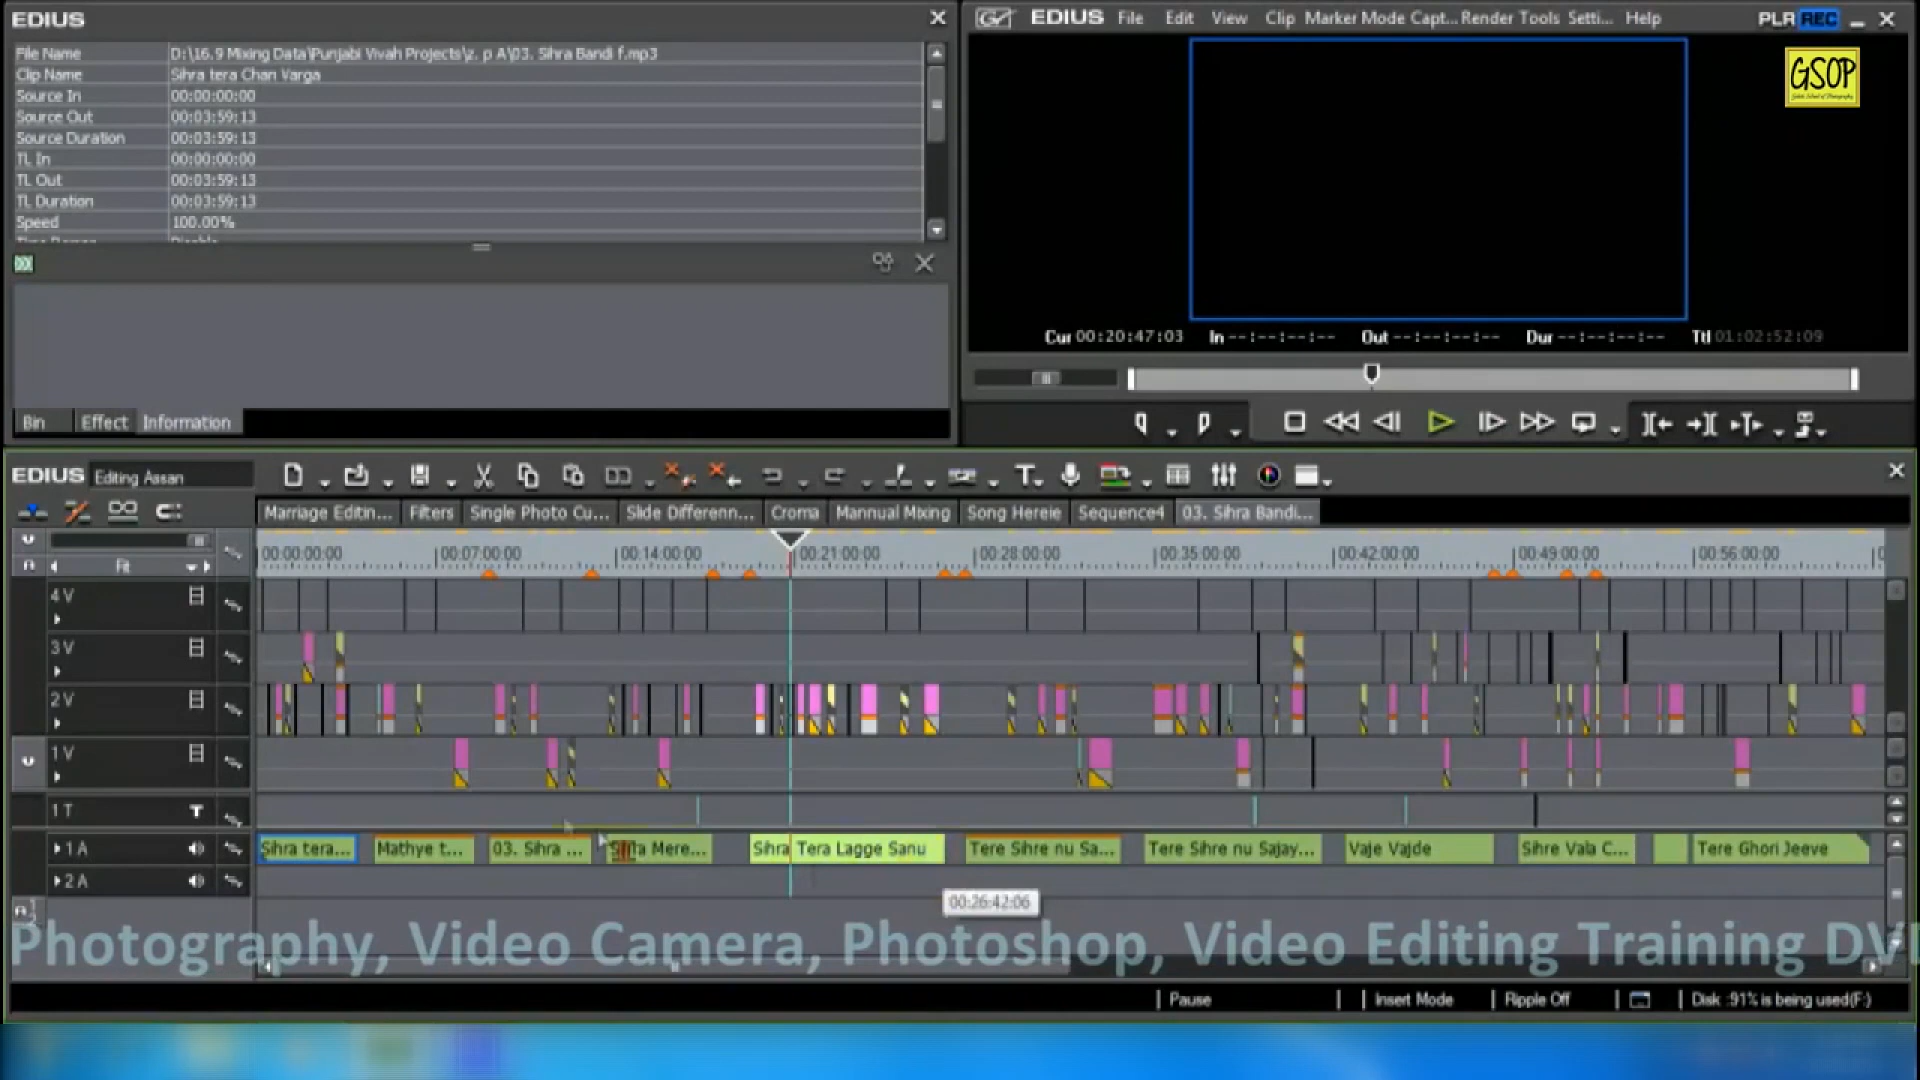 EDIUS
File Name D:\16.9 Mixing Data\Punjabi Vivah Projects\z. p A\03. Sihra Bandi f.mp3
Clip Name Sihra tera Chan Varga
Source In 00:00:00:00
Source Out 00:03:59:13
Source Duration 00:03:59:13
TL In 00:00:00:00
TL Out 00:03:59:13
TL Duration 00:03:59:13
Speed 100.00%
Bin Effect Information
EDIUS File Edit View Clip Marker Mode Capt... Render Tools Setti... Help PLR REC
GSOP
Cur 00:20:47:03 In --:--:--:-- Out --:--:--:-- Dur --:--:--:-- Ttl 01:02:52:09
EDIUS Editing Assan
Marriage Editin... Filters Single Photo Cu... Slide Differenn... Croma Mannual Mixing Song Hereie Sequence4 03. Sihra Bandi...
00:00:00:00 00:07:00:00 00:14:00:00 00:21:00:00 00:28:00:00 00:35:00:00 00:42:00:00 00:49:00:00 00:56:00:00
Fit
4 V
3 V
2 V
1 V
1 T T
1 A Sihra tera... Mathye t... 03. Sihra ... Mere... Sihra Tera Lagge Sanu Tere Sihre nu Sa... Tere Sihre nu Sajay... Vaje Vajde Sihre Vala C... Tere Ghori Jeeve
2 A
00:26:42:06
Photography, Video Camera, Photoshop, Video Editing Training
Pause Insert Mode Ripple Off Disk :91% is being used(F:)